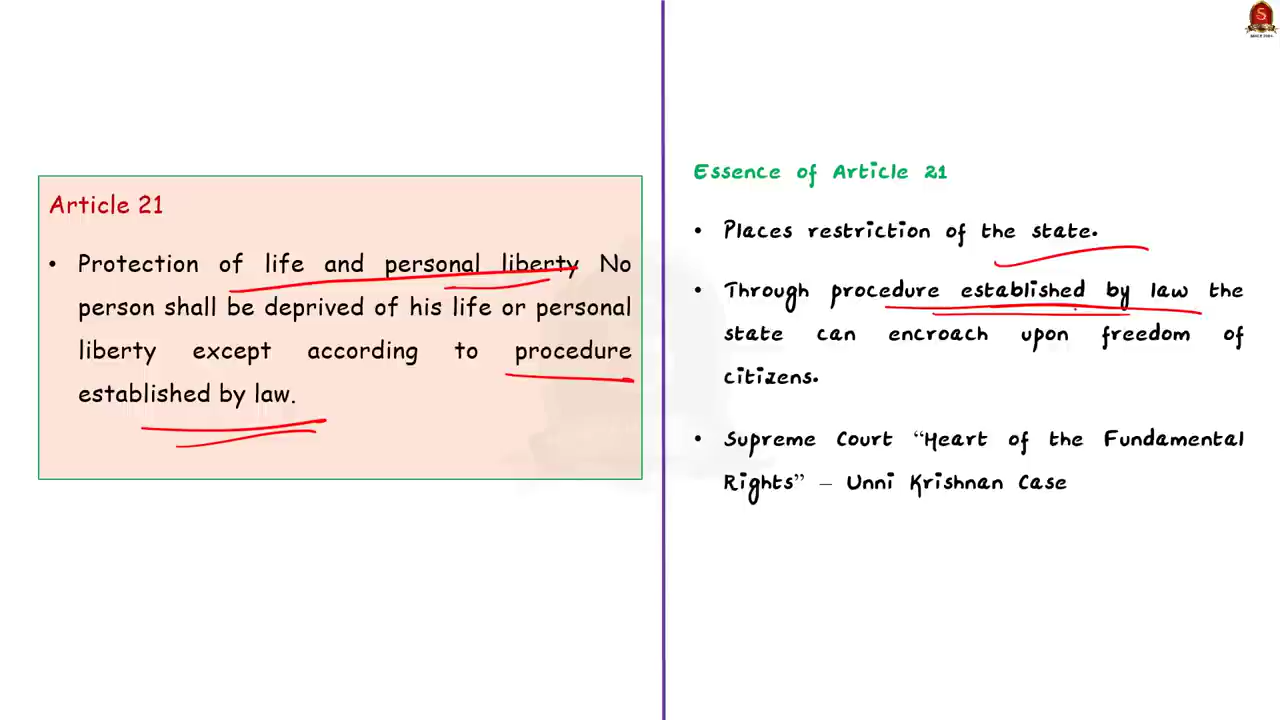 Article 21
• Protection of life and personal liberty No
person shall be deprived of his life or personal
liberty except according to procedure
established by law.
Essence of Article 21
• Places restriction of the state.
• Through procedure established by law the
state can encroach upon freedom of
citizens.
• Supreme Court “Heart of the Fundamental
Rights” – Unni Krishnan Case